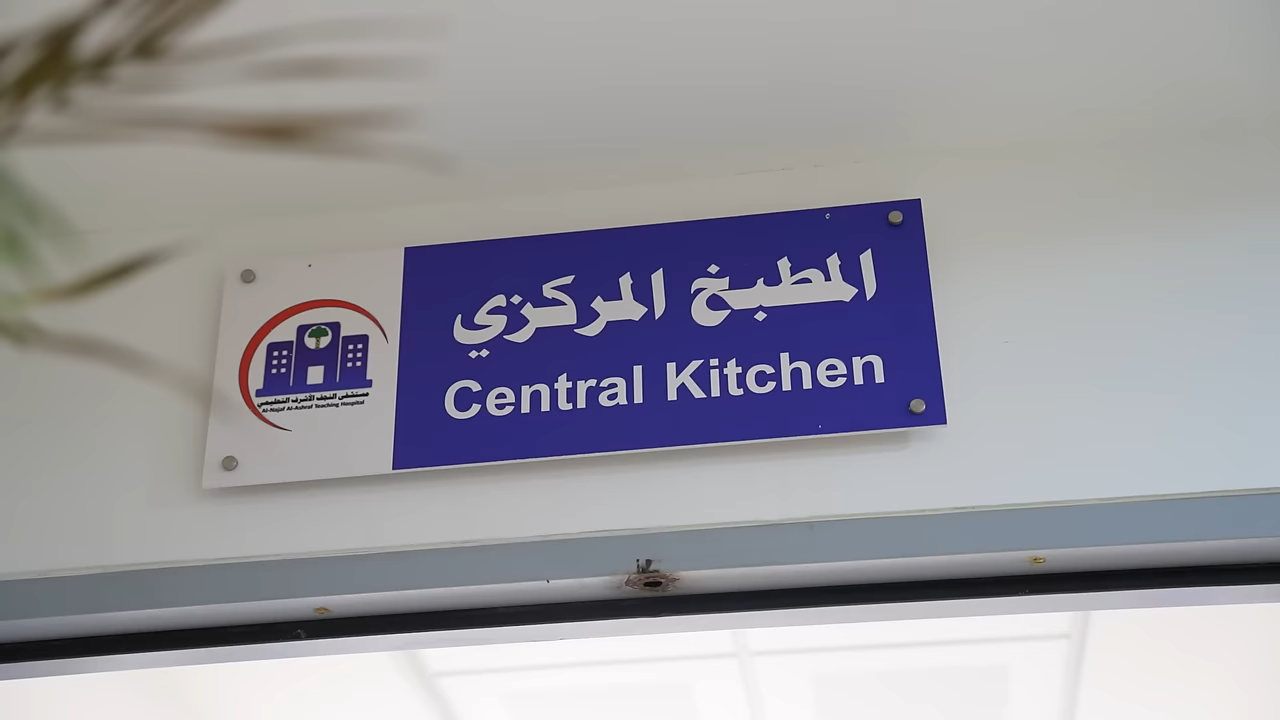 المطبخ المركزي
Central Kitchen
مستشفى النجف الأشرف التعليمي
Al-Najaf Al-Ashraf Teaching Hospital